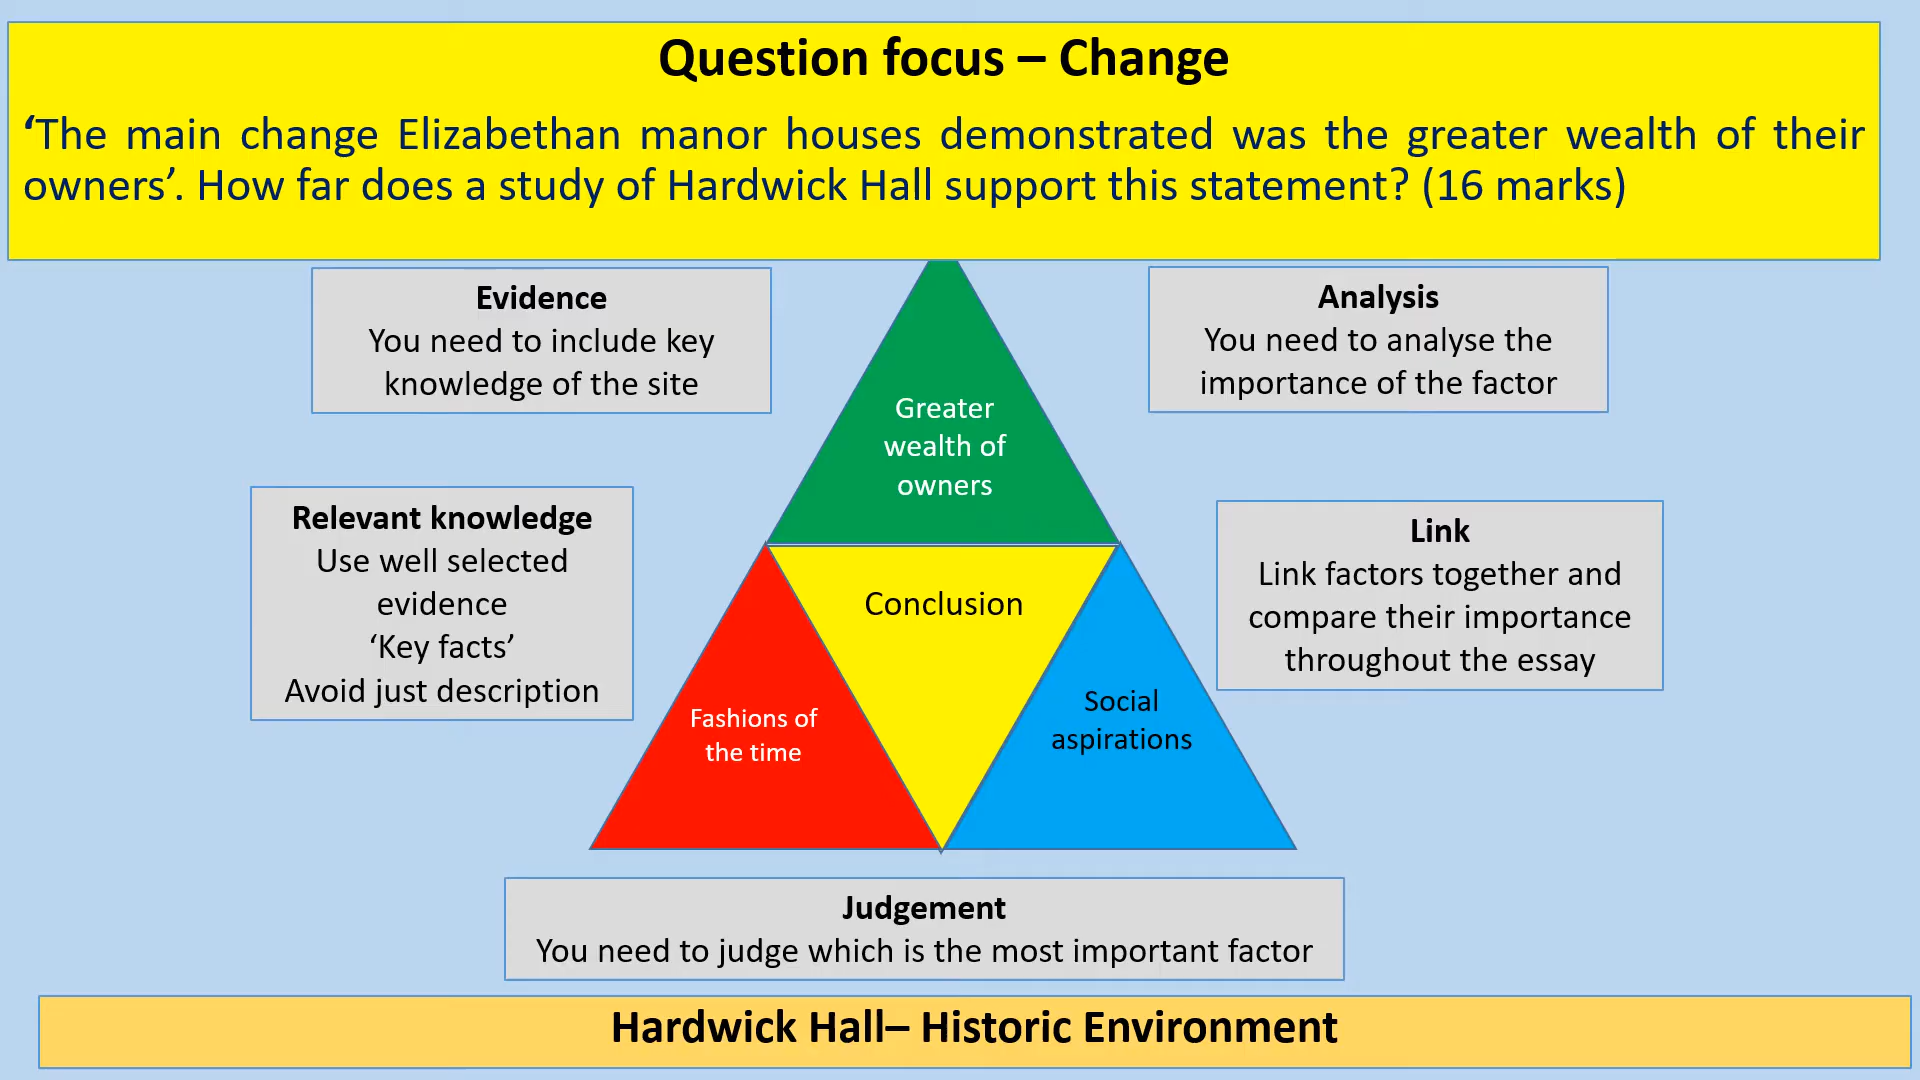 Question focus – Change
‘The main change Elizabethan manor houses demonstrated was the greater wealth of their
owners’. How far does a study of Hardwick Hall support this statement? (16 marks)
Evidence
You need to include key
knowledge of the site
Analysis
You need to analyse the
importance of the factor
Greater
wealth of
owners
Relevant knowledge
Use well selected
evidence
‘Key facts’
Avoid just description
Link
Link factors together and
compare their importance
throughout the essay
Conclusion
Fashions of
the time
Social
aspirations
Judgement
You need to judge which is the most important factor
Hardwick Hall– Historic Environment